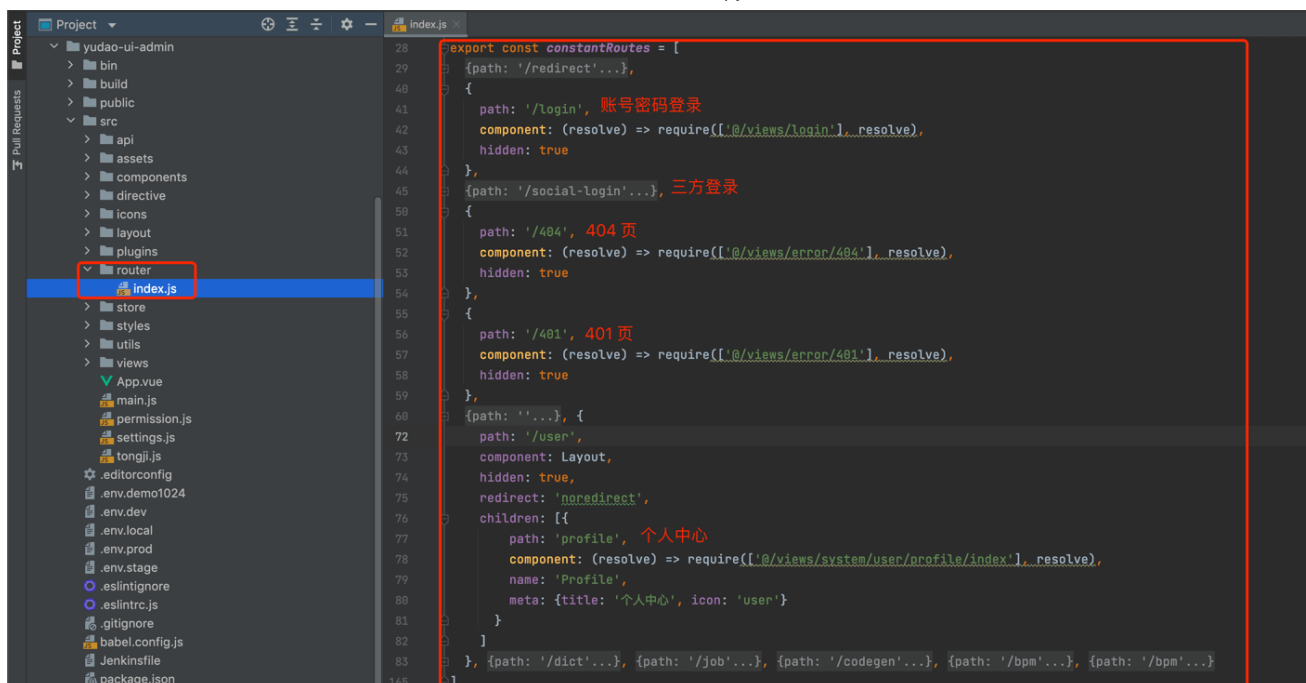 Project
index.js
Project
Pull Requests
yudao-ui-admin
bin
build
public
src
api
assets
components
directive
icons
layout
plugins
router
index.js
store
styles
utils
views
App.vue
main.js
permission.js
settings.js
tongji.js
.editorconfig
.env.demo1024
.env.dev
.env.local
.env.prod
.env.stage
.eslintignore
.eslintrc.js
.gitignore
babel.config.js
Jenkinsfile
package.json
28 export const constantRoutes = [
29 {path: '/redirect'...},
40 {
41 path: '/login', 账号密码登录
42 component: (resolve) => require(['@/views/login'], resolve),
43 hidden: true
44 },
45 {path: '/social-login'...}, 三方登录
50 {
51 path: '/404', 404 页
52 component: (resolve) => require(['@/views/error/404'], resolve),
53 hidden: true
54 },
55 {
56 path: '/401', 401 页
57 component: (resolve) => require(['@/views/error/401'], resolve),
58 hidden: true
59 },
60 {path: ''...}, {
72 path: '/user',
73 component: Layout,
74 hidden: true,
75 redirect: 'noredirect',
76 children: [{
77 path: 'profile', 个人中心
78 component: (resolve) => require(['@/views/system/user/profile/index'], resolve),
79 name: 'Profile',
80 meta: {title: '个人中心', icon: 'user'}
81 }
82 ]
83 }, {path: '/dict'...}, {path: '/job'...}, {path: '/codegen'...}, {path: '/bpm'...}, {path: '/bpm'...}
165 ]